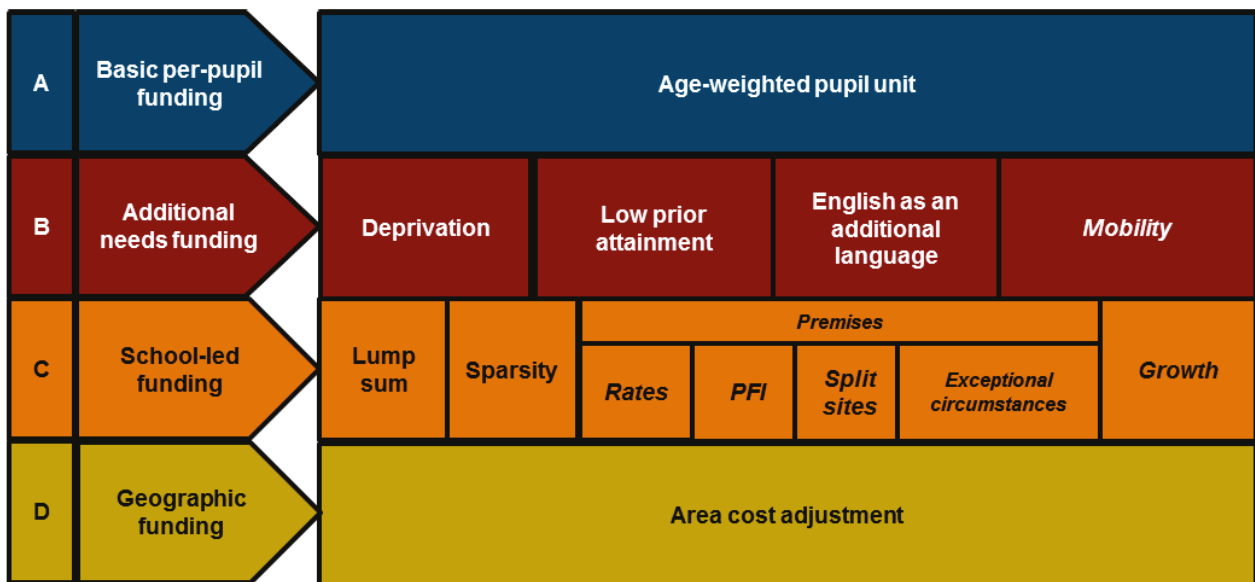 A
Basic per-pupil
funding
Age-weighted pupil unit
B
Additional
needs funding
Deprivation
Low prior
attainment
English as an
additional
language
Mobility
C
School-led
funding
Lump
sum
Sparsity
Premises
Rates
PFI
Split
sites
Exceptional
circumstances
Growth
D
Geographic
funding
Area cost adjustment